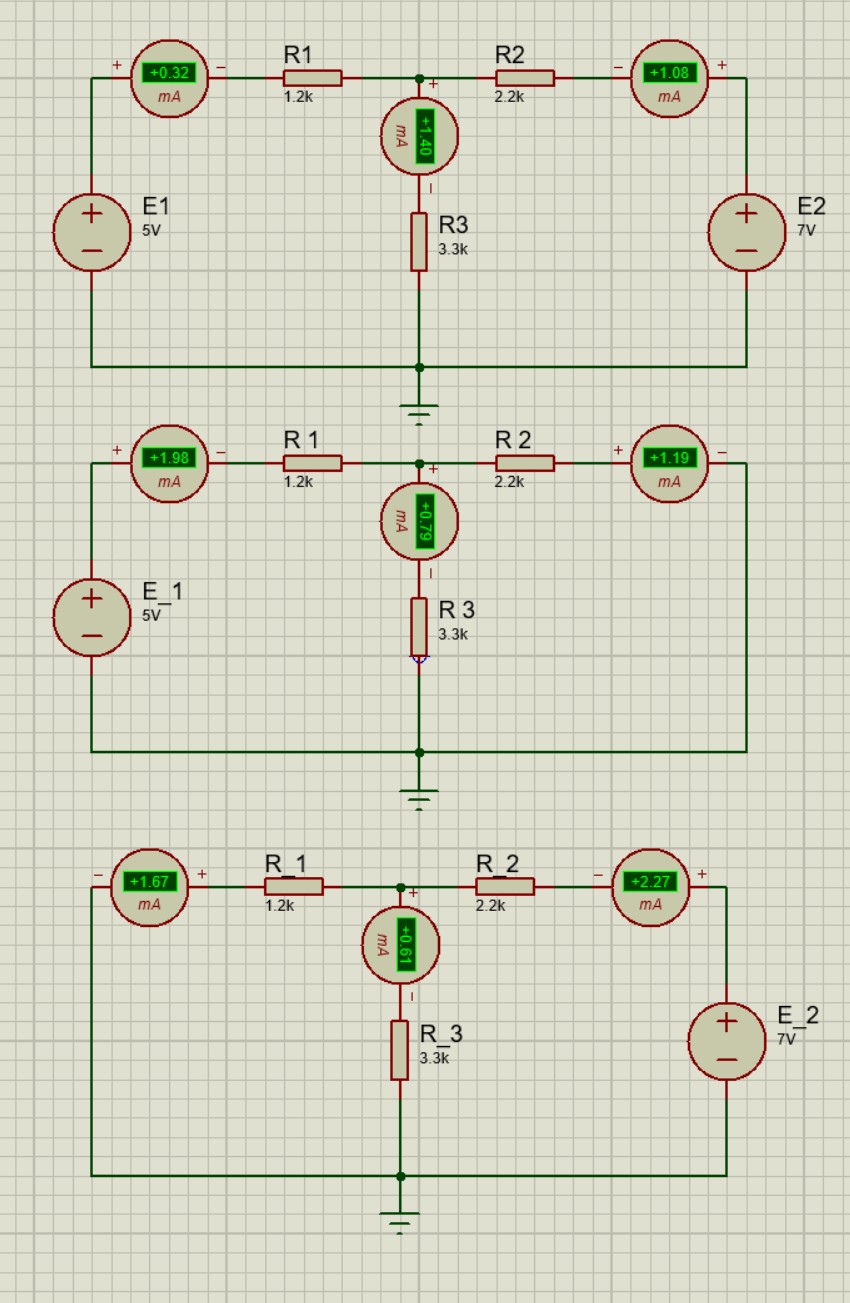 R1
R2
+ +0.32 −
1.2k
+
2.2k
− +1.08 +
mA
mA
mA +1.40
−
E1
5V
+
−
R3
3.3k
E2
7V
+
−
R 1
R 2
+ +1.98 −
1.2k
+
2.2k
+ +1.19 −
mA
mA
mA +0.79
−
E_1
5V
+
−
R 3
3.3k
R_1
R_2
− +1.67 +
1.2k
+
2.2k
− +2.27 +
mA
mA
mA +0.61
−
R_3
3.3k
E_2
7V
+
−